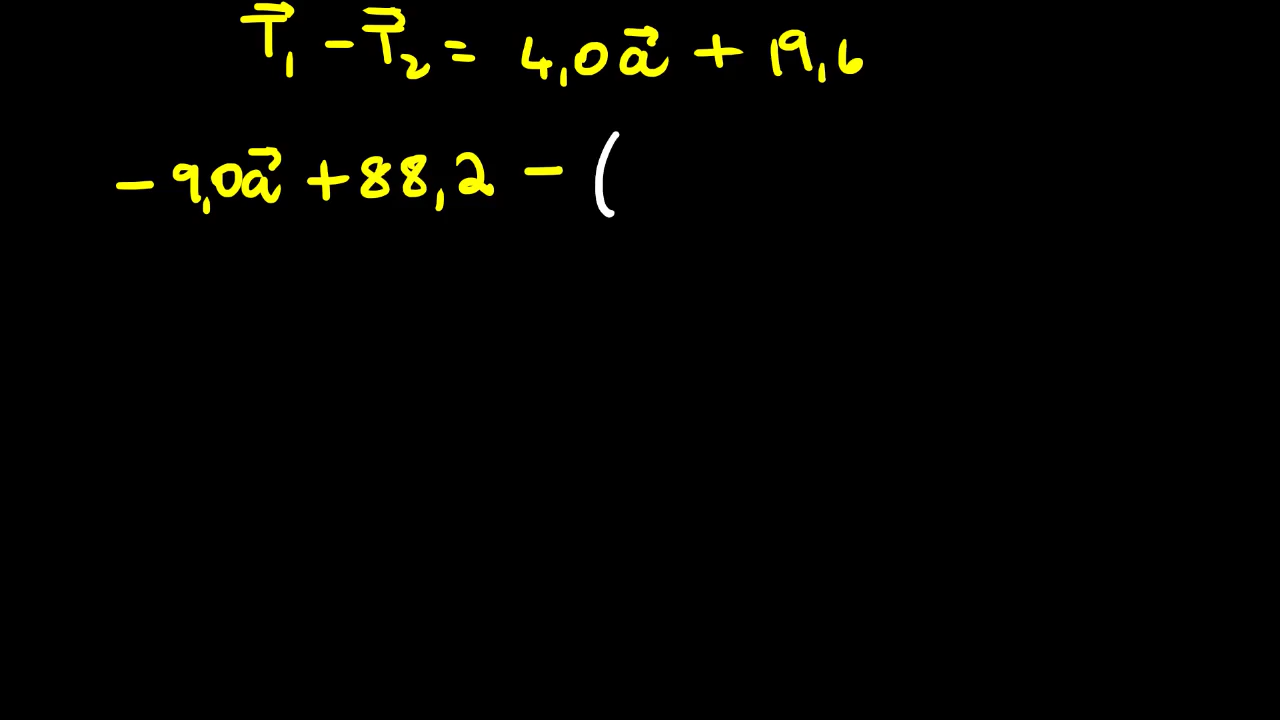 T⃗₁ − T⃗₂ = 4,0a⃗ + 19,6
− 9,0a⃗ + 88,2 − (